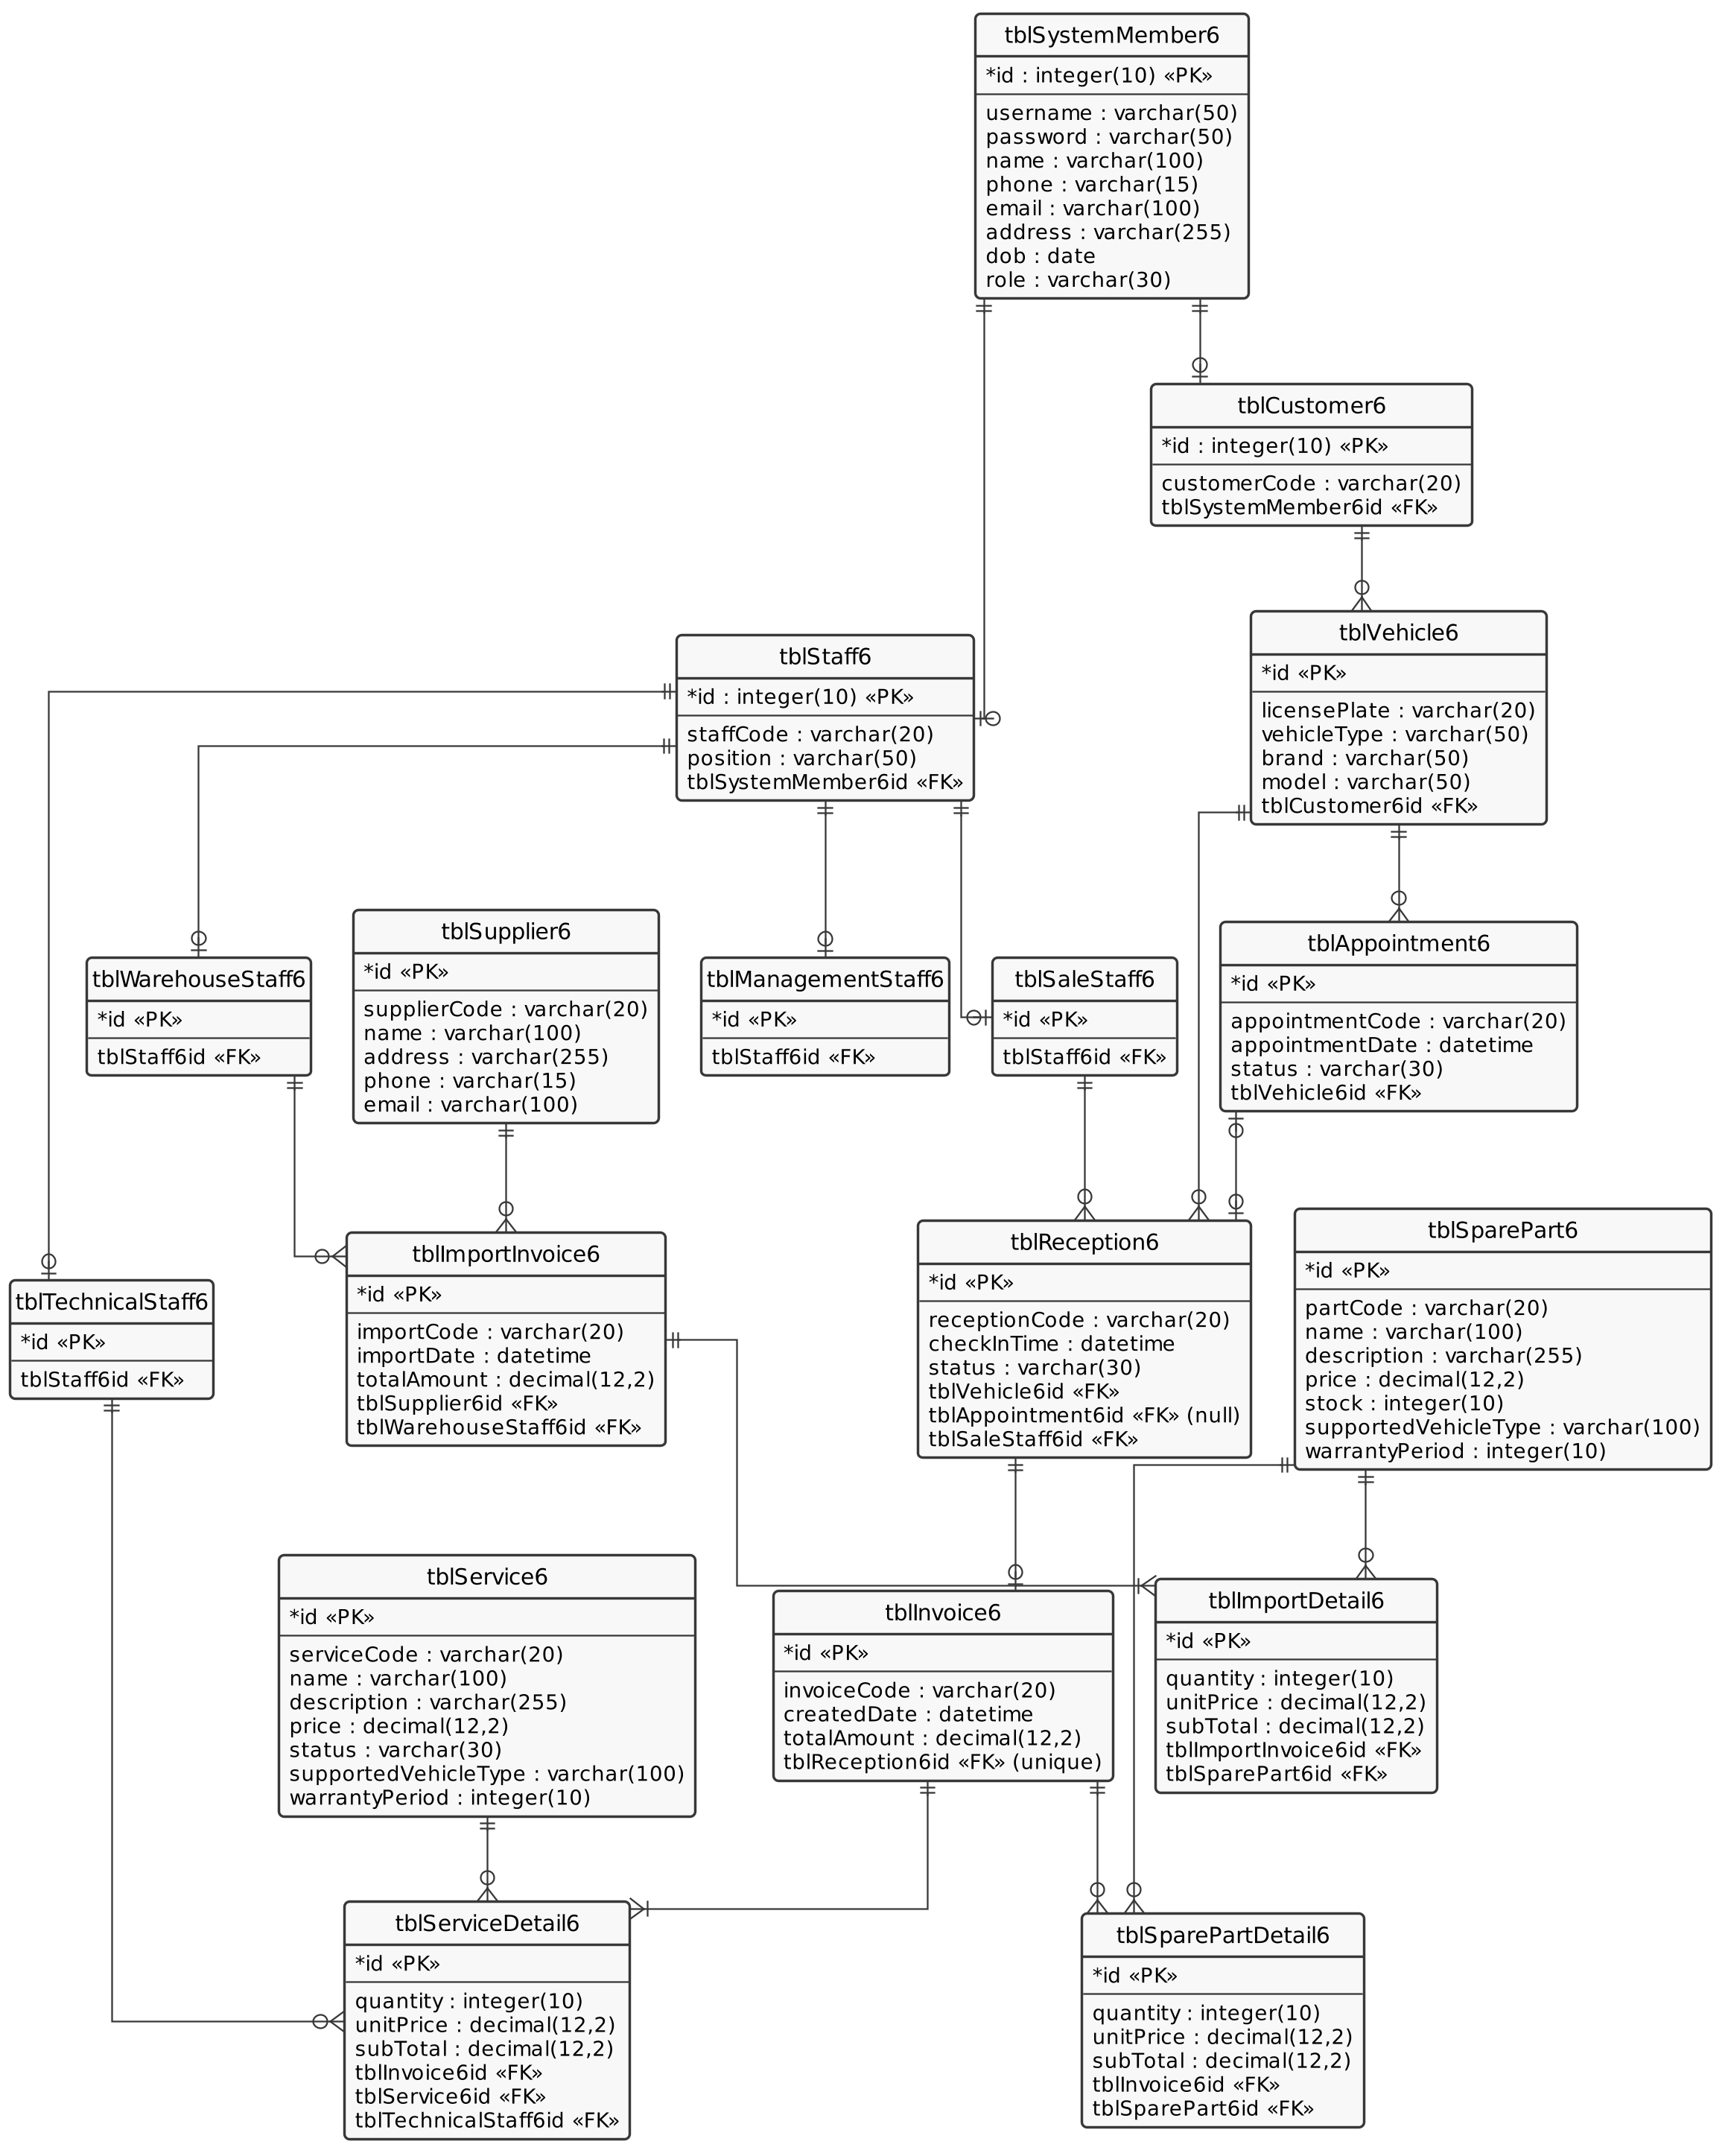 tblSystemMember6
*id : integer(10) «PK»
username : varchar(50)
password : varchar(50)
name : varchar(100)
phone : varchar(15)
email : varchar(100)
address : varchar(255)
dob : date
role : varchar(30)
tblCustomer6
*id : integer(10) «PK»
customerCode : varchar(20)
tblSystemMember6id «FK»
tblStaff6
*id : integer(10) «PK»
staffCode : varchar(20)
position : varchar(50)
tblSystemMember6id «FK»
tblVehicle6
*id «PK»
licensePlate : varchar(20)
vehicleType : varchar(50)
brand : varchar(50)
model : varchar(50)
tblCustomer6id «FK»
tblWarehouseStaff6
*id «PK»
tblStaff6id «FK»
tblSupplier6
*id «PK»
supplierCode : varchar(20)
name : varchar(100)
address : varchar(255)
phone : varchar(15)
email : varchar(100)
tblManagementStaff6
*id «PK»
tblStaff6id «FK»
tblSaleStaff6
*id «PK»
tblStaff6id «FK»
tblAppointment6
*id «PK»
appointmentCode : varchar(20)
appointmentDate : datetime
status : varchar(30)
tblVehicle6id «FK»
tblTechnicalStaff6
*id «PK»
tblStaff6id «FK»
tblImportInvoice6
*id «PK»
importCode : varchar(20)
importDate : datetime
totalAmount : decimal(12,2)
tblSupplier6id «FK»
tblWarehouseStaff6id «FK»
tblReception6
*id «PK»
receptionCode : varchar(20)
checkInTime : datetime
status : varchar(30)
tblVehicle6id «FK»
tblAppointment6id «FK» (null)
tblSaleStaff6id «FK»
tblSparePart6
*id «PK»
partCode : varchar(20)
name : varchar(100)
description : varchar(255)
price : decimal(12,2)
stock : integer(10)
supportedVehicleType : varchar(100)
warrantyPeriod : integer(10)
tblService6
*id «PK»
serviceCode : varchar(20)
name : varchar(100)
description : varchar(255)
price : decimal(12,2)
status : varchar(30)
supportedVehicleType : varchar(100)
warrantyPeriod : integer(10)
tblInvoice6
*id «PK»
invoiceCode : varchar(20)
createdDate : datetime
totalAmount : decimal(12,2)
tblReception6id «FK» (unique)
tblImportDetail6
*id «PK»
quantity : integer(10)
unitPrice : decimal(12,2)
subTotal : decimal(12,2)
tblImportInvoice6id «FK»
tblSparePart6id «FK»
tblServiceDetail6
*id «PK»
quantity : integer(10)
unitPrice : decimal(12,2)
subTotal : decimal(12,2)
tblInvoice6id «FK»
tblService6id «FK»
tblTechnicalStaff6id «FK»
tblSparePartDetail6
*id «PK»
quantity : integer(10)
unitPrice : decimal(12,2)
subTotal : decimal(12,2)
tblInvoice6id «FK»
tblSparePart6id «FK»